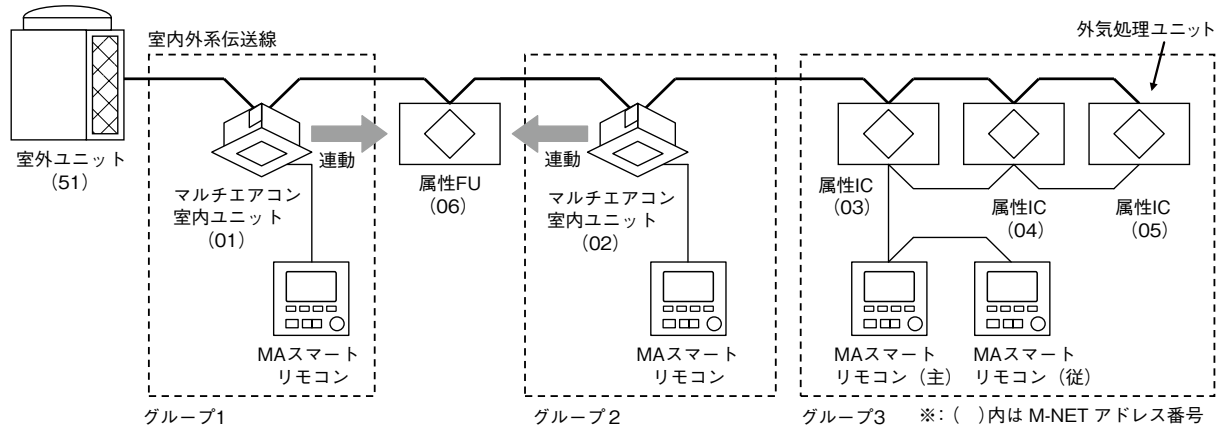 外気処理ユニット
室内外系伝送線
室外ユニット
(51)
連動
連動
マルチエアコン
室内ユニット
(01)
属性FU
(06)
マルチエアコン
室内ユニット
(02)
属性IC
(03)
属性IC
(04)
属性IC
(05)
MAスマート
リモコン
MAスマート
リモコン
MAスマート
リモコン（主）
MAスマート
リモコン（従）
グループ1
グループ2
グループ3
※：（　）内は M-NET アドレス番号